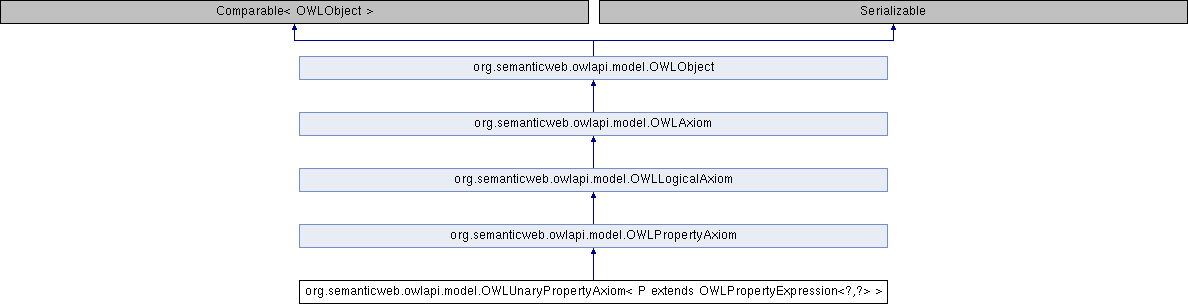 Comparable< OWLObject >
Serializable
org.semanticweb.owlapi.model.OWLObject
org.semanticweb.owlapi.model.OWLAxiom
org.semanticweb.owlapi.model.OWLLogicalAxiom
org.semanticweb.owlapi.model.OWLPropertyAxiom
org.semanticweb.owlapi.model.OWLUnaryPropertyAxiom< P extends OWLPropertyExpression<?,?> >